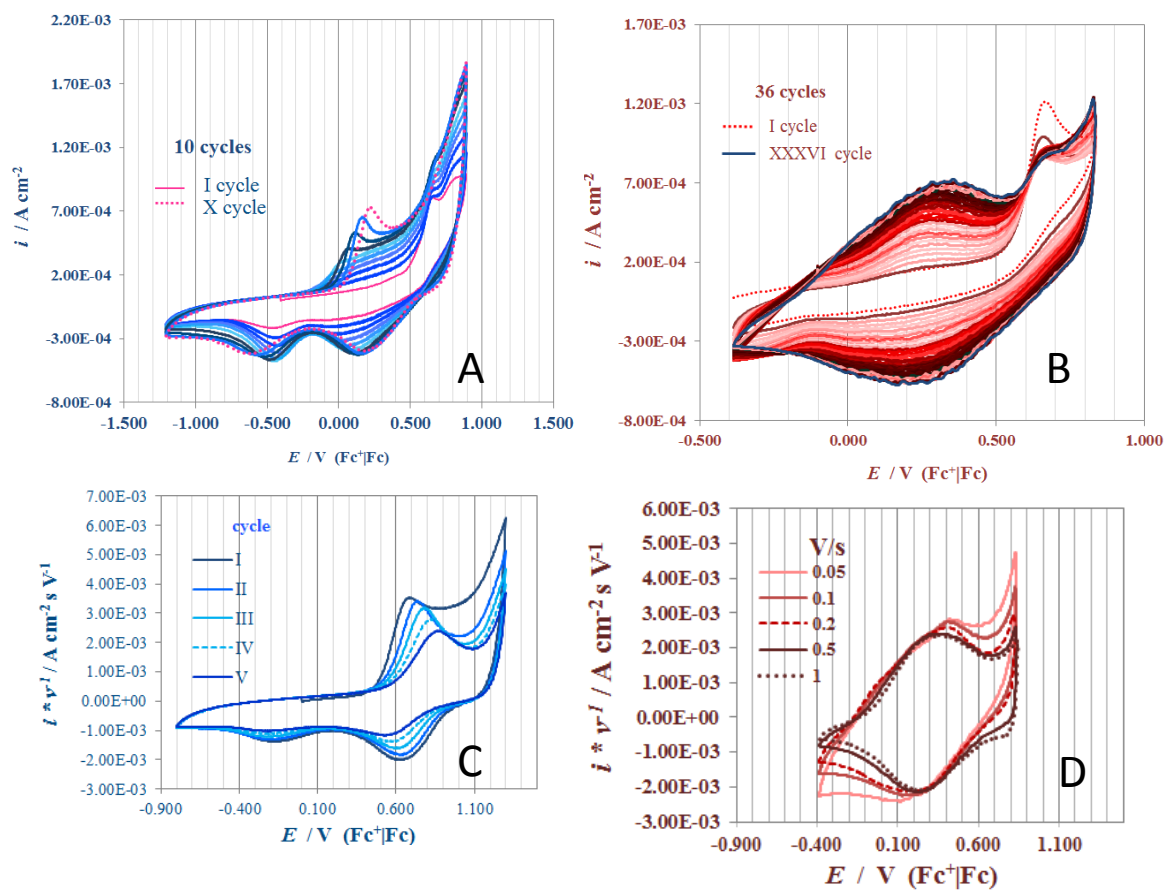 2.20E-03
1.70E-03
1.20E-03
7.00E-04
2.00E-04
-3.00E-04
-8.00E-04
i / A cm-2
10 cycles
I cycle
X cycle
A
-1.500 -1.000 -0.500 0.000 0.500 1.000 1.500
E / V (Fc+|Fc)
1.70E-03
1.20E-03
7.00E-04
2.00E-04
-3.00E-04
-8.00E-04
i / A cm-2
36 cycles
I cycle
XXXVI cycle
B
-0.500 0.000 0.500 1.000
E / V (Fc+|Fc)
7.00E-03
6.00E-03
5.00E-03
4.00E-03
3.00E-03
2.00E-03
1.00E-03
0.00E+00
-1.00E-03
-2.00E-03
-3.00E-03
i * v-1 / A cm-2 s V-1
cycle
I
II
III
IV
V
C
-0.900 -0.400 0.100 0.600 1.100
E / V (Fc+|Fc)
6.00E-03
5.00E-03
4.00E-03
3.00E-03
2.00E-03
1.00E-03
0.00E+00
-1.00E-03
-2.00E-03
-3.00E-03
i * v-1 / A cm-2 s V-1
V/s
0.05
0.1
0.2
0.5
1
D
-0.900 -0.400 0.100 0.600 1.100
E / V (Fc+|Fc)